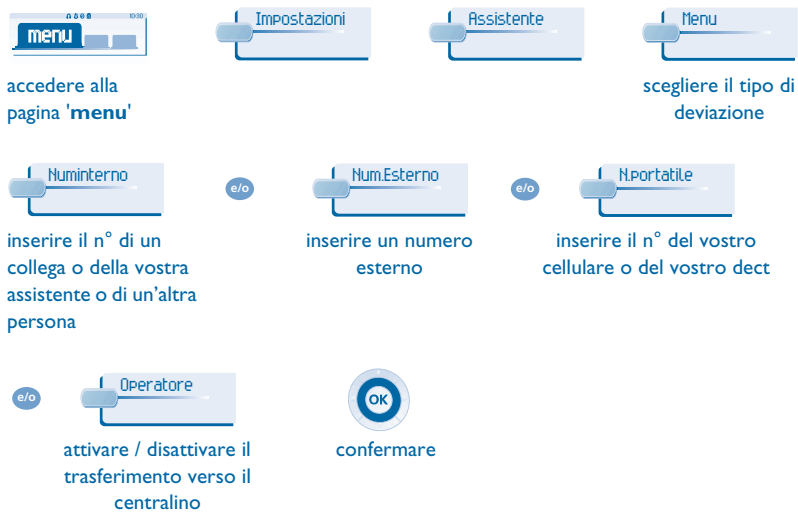 10:30
menu
Impostazioni
Assistente
Menu
accedere alla
pagina 'menu'
scegliere il tipo di
deviazione
Numinterno
e/o
Num.Esterno
e/o
N.portatile
inserire il n° di un
collega o della vostra
assistente o di un'altra
persona
inserire un numero
esterno
inserire il n° del vostro
cellulare o del vostro dect
e/o
Operatore
OK
attivare / disattivare il
trasferimento verso il
centralino
confermare